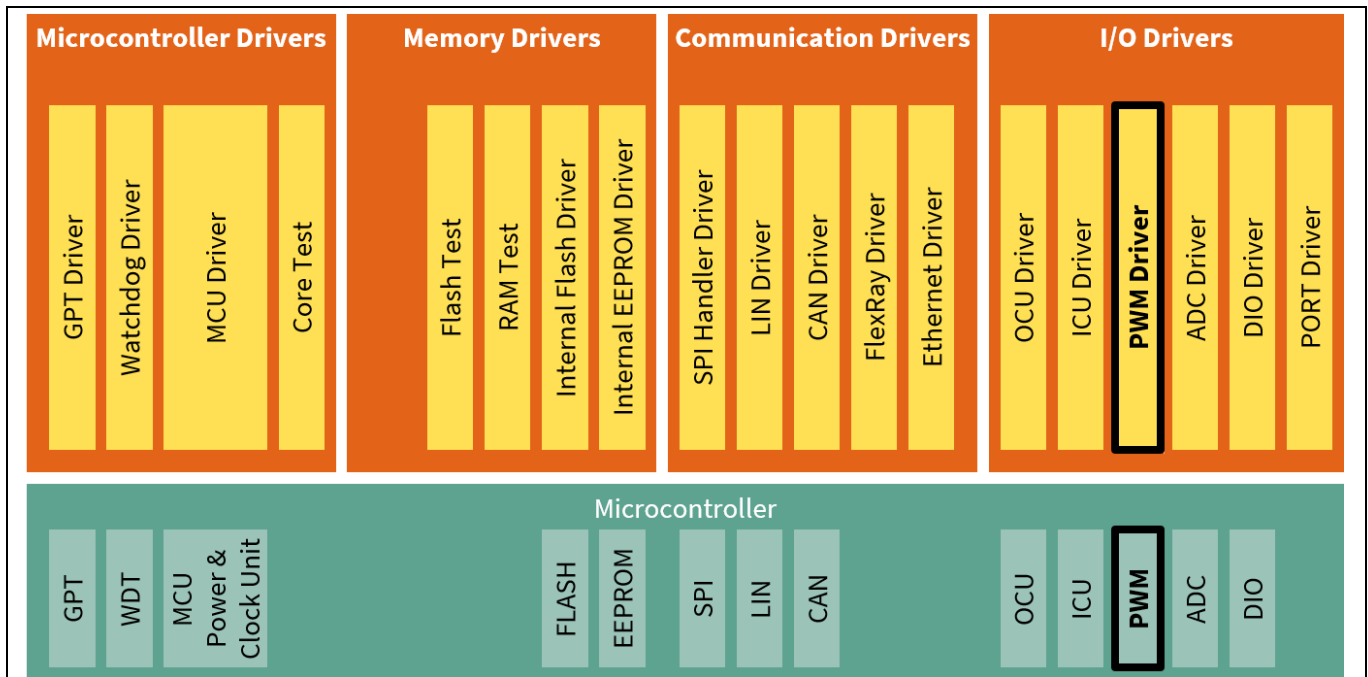 Microcontroller Drivers
Memory Drivers
Communication Drivers
I/O Drivers
GPT Driver
Watchdog Driver
MCU Driver
Core Test
Flash Test
RAM Test
Internal Flash Driver
Internal EEPROM Driver
SPI Handler Driver
LIN Driver
CAN Driver
FlexRay Driver
Ethernet Driver
OCU Driver
ICU Driver
PWM Driver
ADC Driver
DIO Driver
PORT Driver
Microcontroller
GPT
WDT
MCU
Power &
Clock Unit
FLASH
EEPROM
SPI
LIN
CAN
OCU
ICU
PWM
ADC
DIO